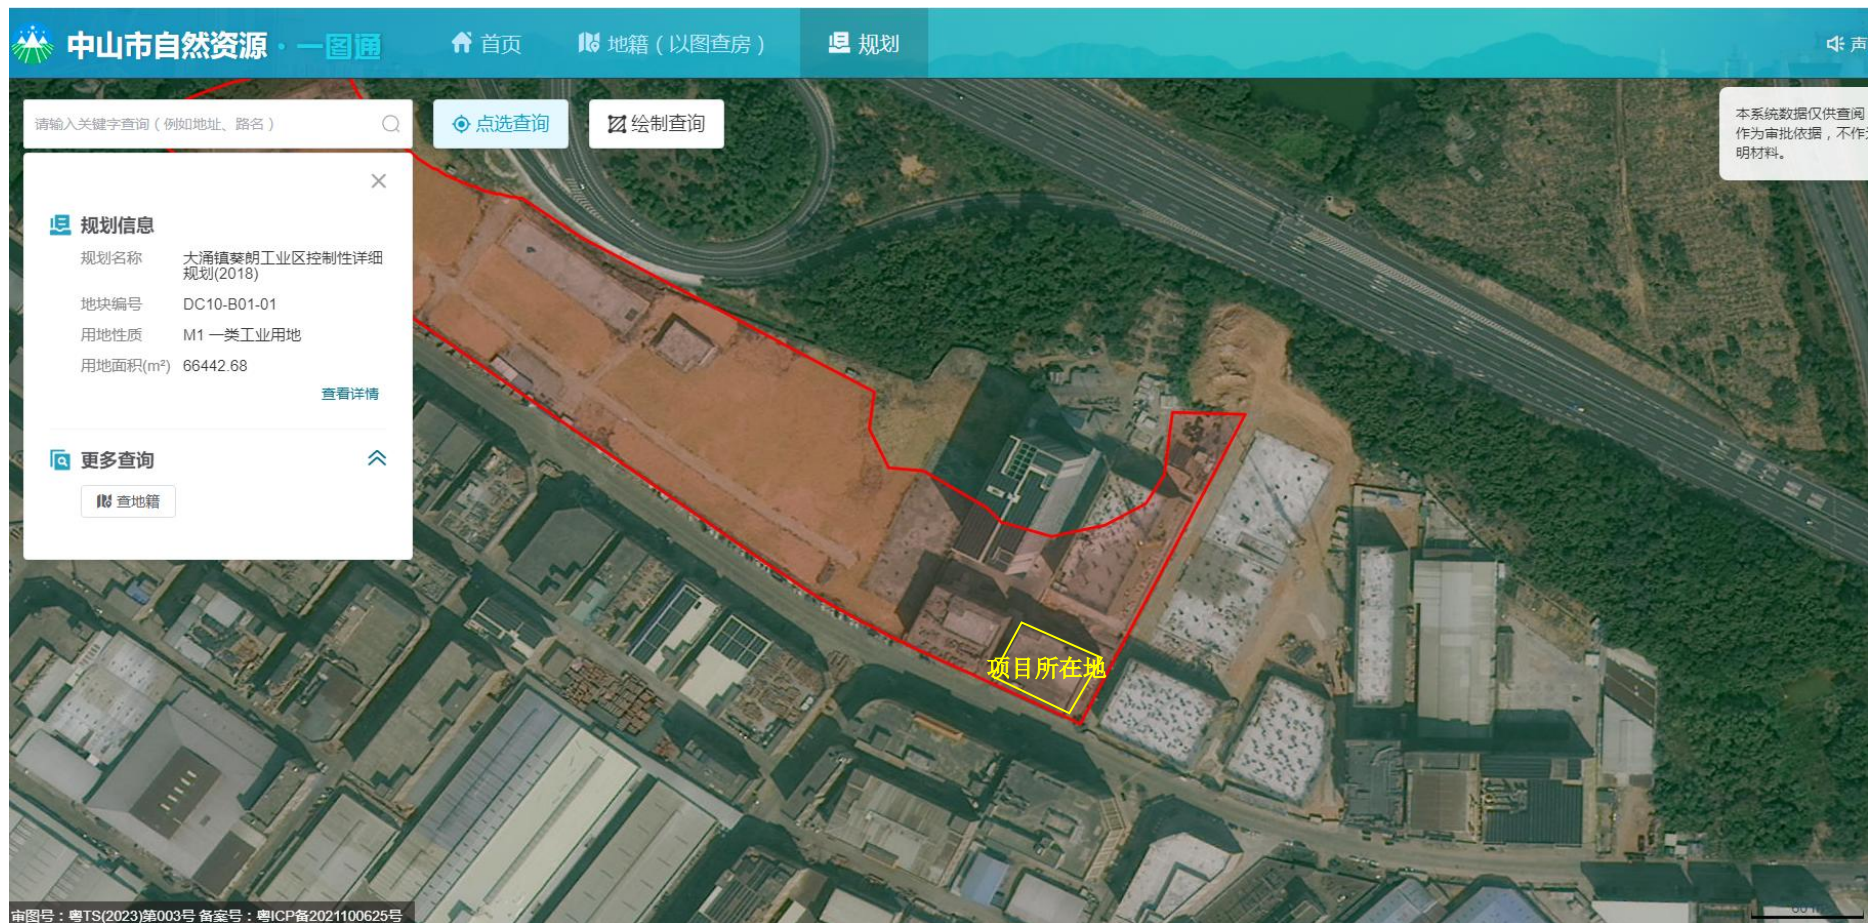 中山市自然资源·一图通
首页
地籍（以图查房）
规划
声
请输入关键字查询（例如地址、路名）
点选查询
绘制查询
本系统数据仅供查阅
作为审批依据，不作为
明材料。
规划信息
规划名称 大涌镇葵朗工业区控制性详细
规划(2018)
地块编号 DC10-B01-01
用地性质 M1 一类工业用地
用地面积(m²) 66442.68
查看详情
更多查询
查地籍
项目所在地
审图号：粤TS(2023)第003号 备案号：粤ICP备2021100625号